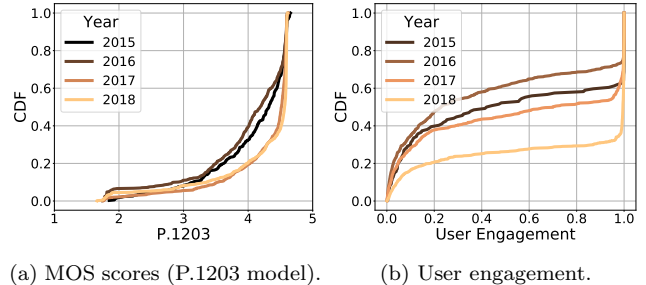 1.0
0.8
0.6
0.4
0.2
0.0
CDF
Year
2015
2016
2017
2018
1 2 3 4 5
P.1203
1.0
0.8
0.6
0.4
0.2
0.0
CDF
Year
2015
2016
2017
2018
0.0 0.2 0.4 0.6 0.8 1.0
User Engagement
(a) MOS scores (P.1203 model).
(b) User engagement.